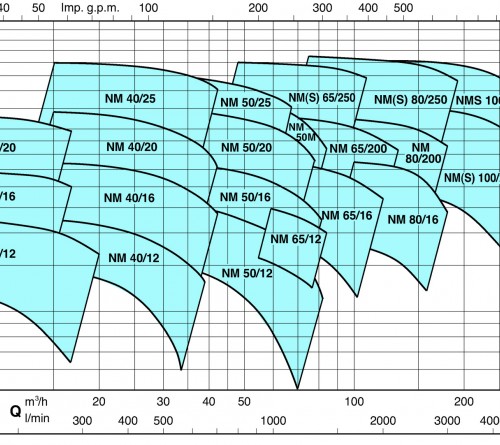 40 50 Imp. g.p.m. 100 200 300 400 500
NM 40/25
NM 50/25
NM(S) 65/250
NM(S) 80/250
NMS 100
NM 50M
/20
NM 40/20
NM 50/20
NM 65/200
NM 80/200
NM(S) 100/
/16
NM 40/16
NM 50/16
NM 65/16
NM 80/16
/12
NM 40/12
NM 50/12
NM 65/12
Q m³/h 20 30 40 50 100 200
l/min 300 400 500 1000 2000 3000 40